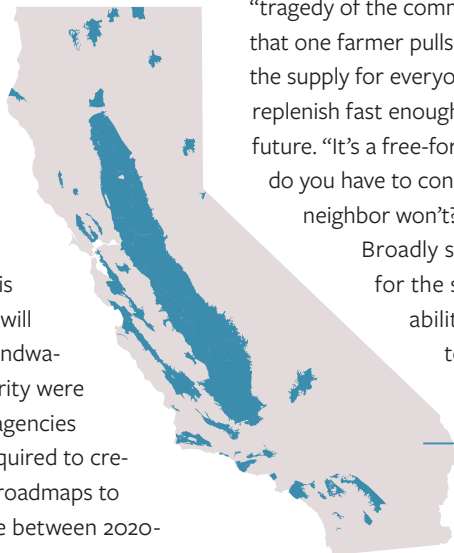 “tragedy of the comm
that one farmer pulls
the supply for everyo
replenish fast enough
future. “It’s a free-for
do you have to con
neighbor won’t?
Broadly s
for the s
abilit
to
is
will
ndwa-
rity were
agencies
quired to cre-
roadmaps to
e between 2020-